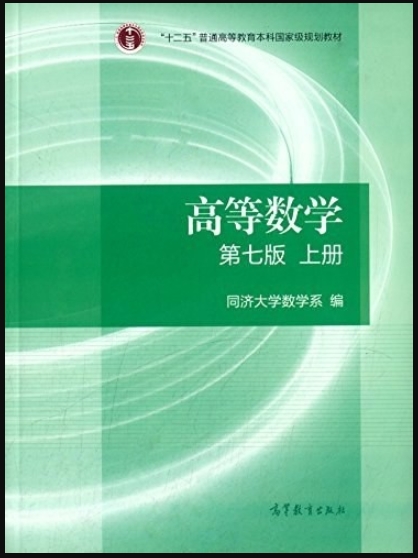 "十二五"普通高等教育本科国家级规划教材
高等数学
第七版 上册
同济大学数学系 编
高等教育出版社